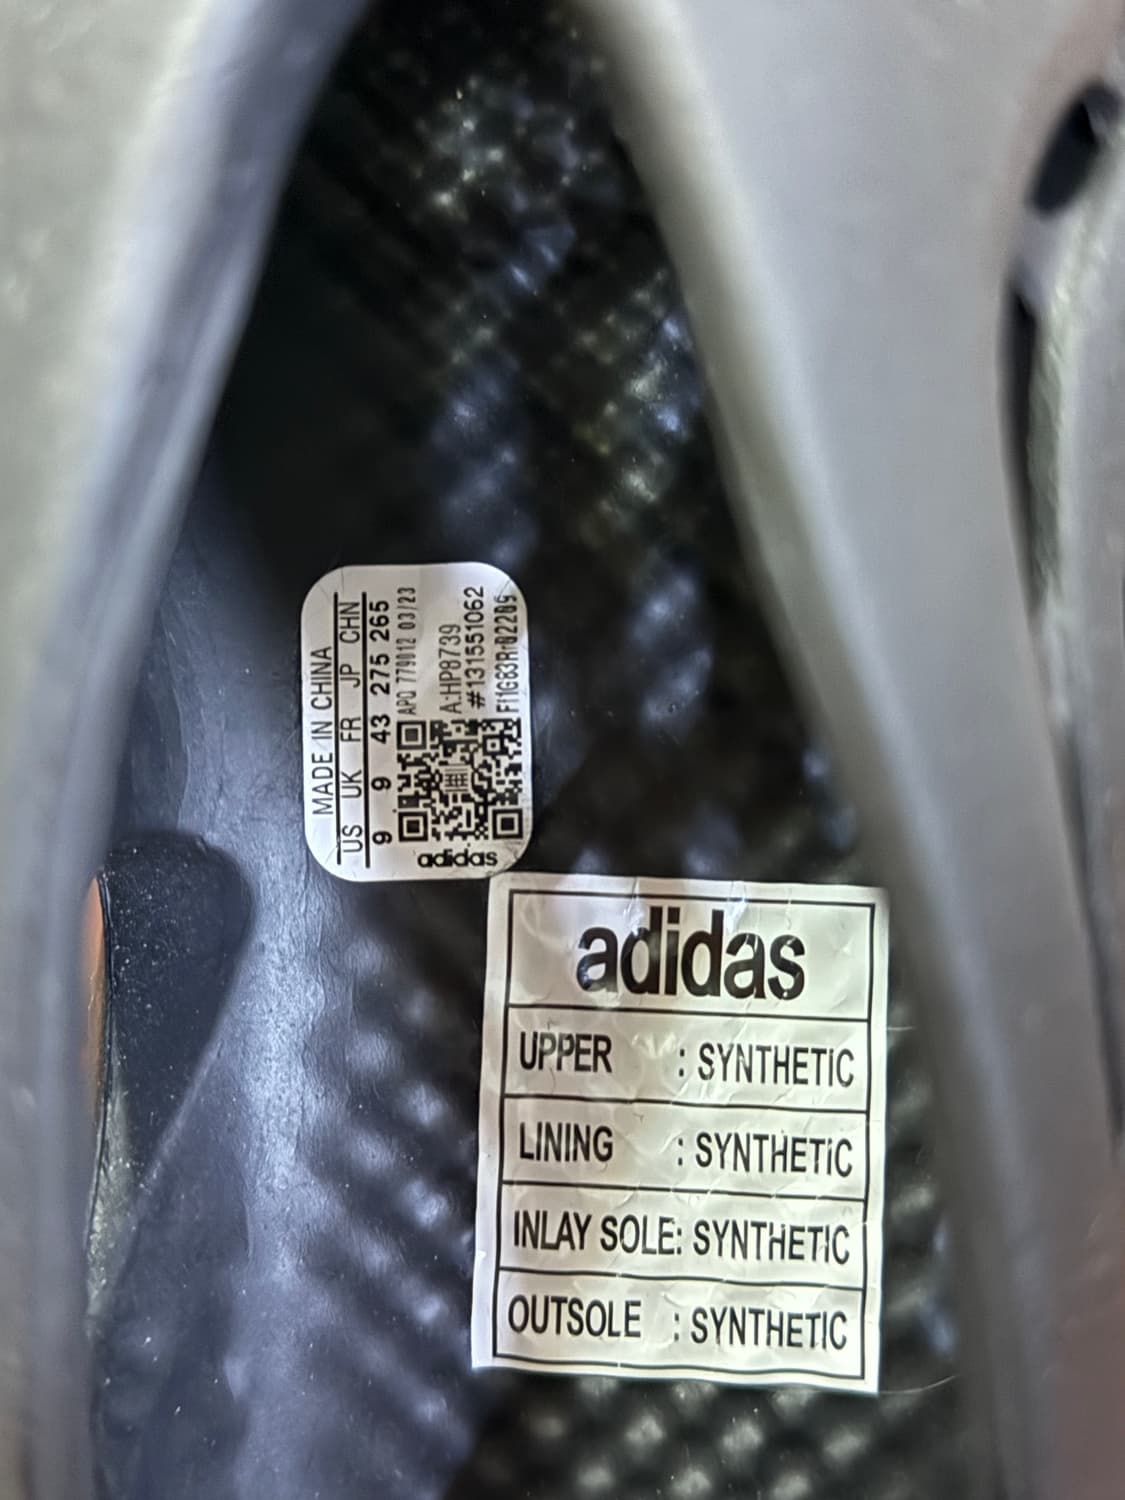 MADE IN CHINA
US UK FR JP CHN
9 9 43 275 265
APQ 779012 03/23
A:HP8739
#131551062
adidas
adidas
UPPER : SYNTHETIC
LINING : SYNTHETIC
INLAY SOLE: SYNTHETIC
OUTSOLE : SYNTHETIC